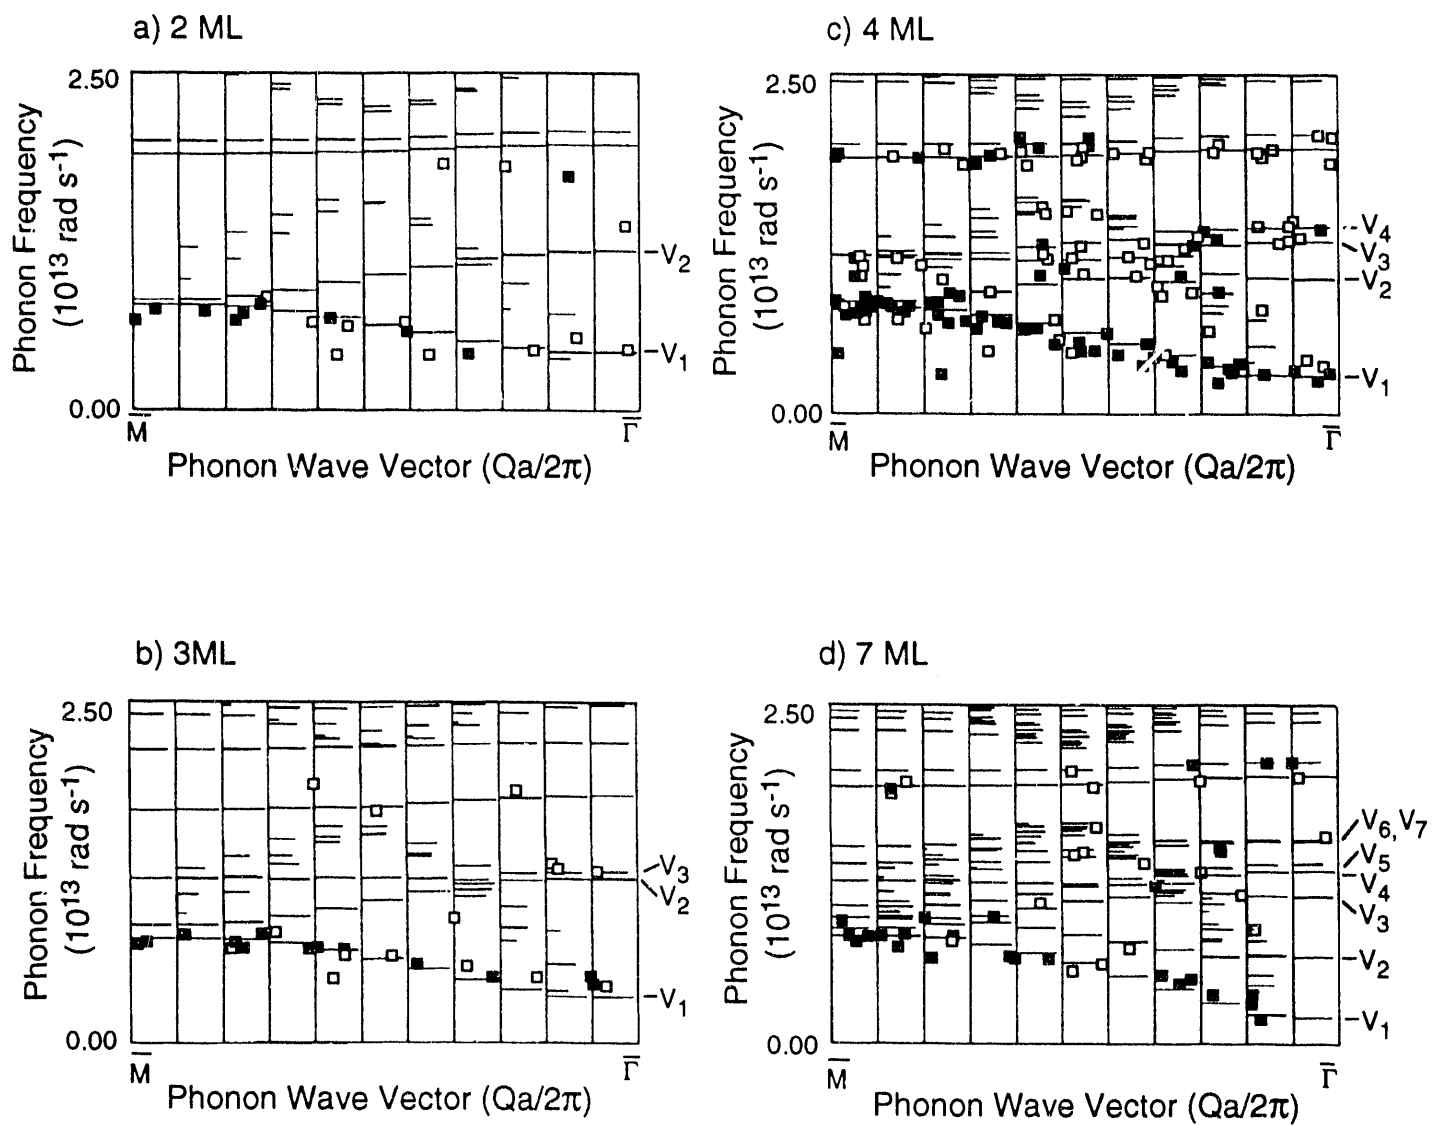 a) 2 ML
2.50
Phonon Frequency
(10¹³ rad s⁻¹)
0.00
M̅
Γ̅
V₂
V₁
Phonon Wave Vector (Qa/2π)
c) 4 ML
2.50
Phonon Frequency
(10¹³ rad s⁻¹)
0.00
M̅
Γ̅
V₄
V₃
V₂
V₁
Phonon Wave Vector (Qa/2π)
b) 3ML
2.50
Phonon Frequency
(10¹³ rad s⁻¹)
0.00
M̅
Γ̅
V₃
V₂
V₁
Phonon Wave Vector (Qa/2π)
d) 7 ML
2.50
Phonon Frequency
(10¹³ rad s⁻¹)
0.00
M̅
Γ̅
V₆,V₇
V₅
V₄
V₃
V₂
V₁
Phonon Wave Vector (Qa/2π)